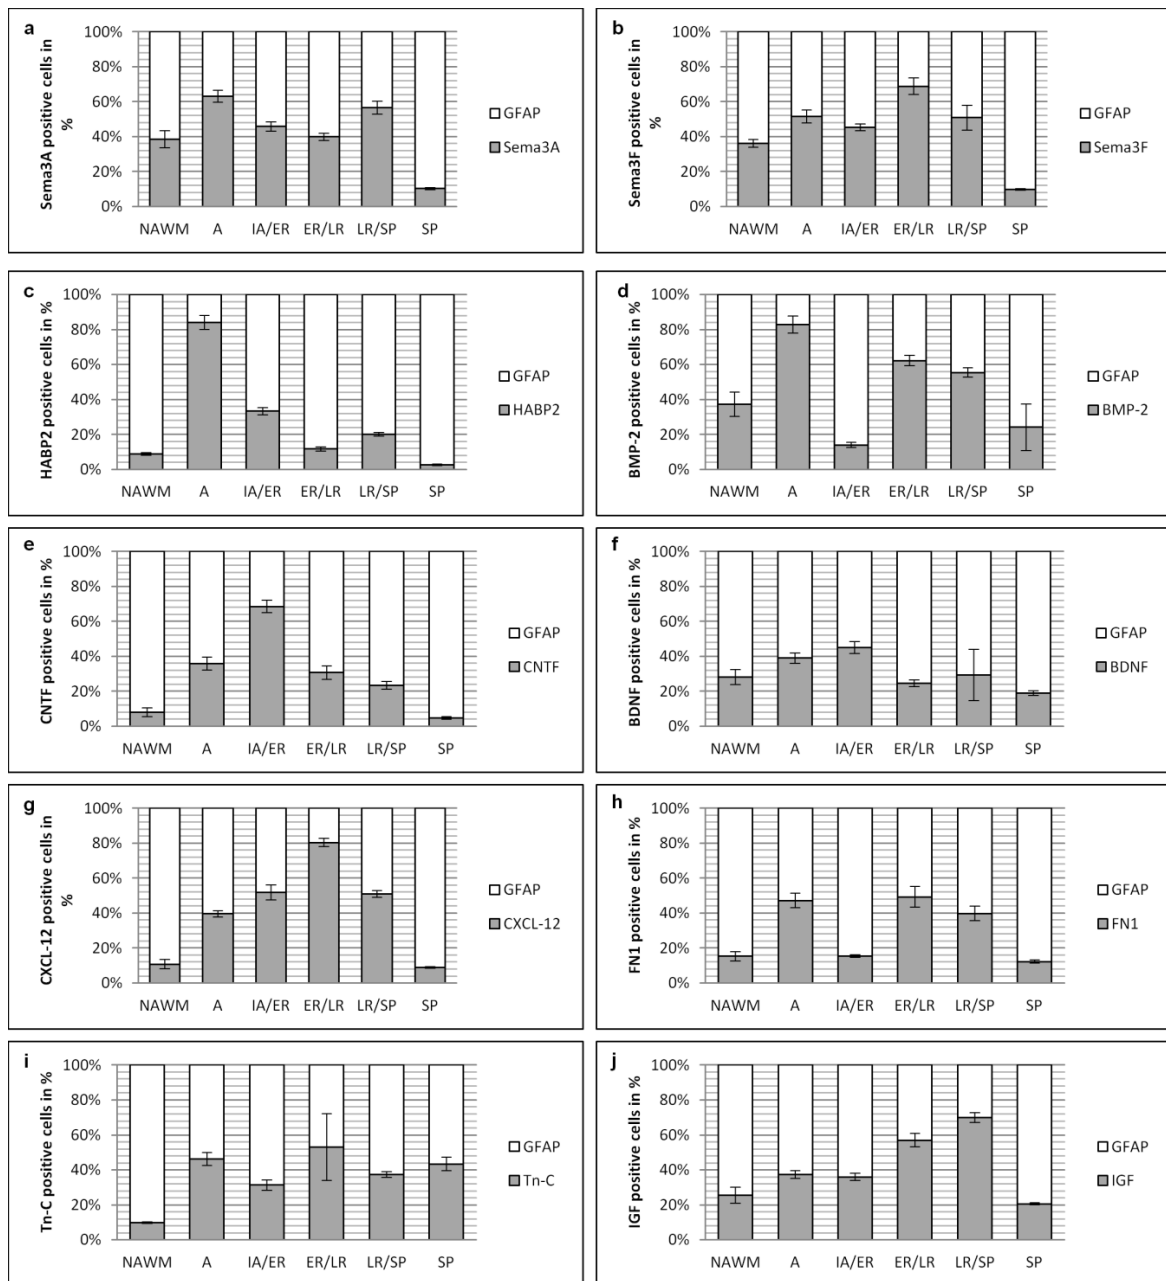 a
Sema3A positive cells in
%
100%
80%
60%
40%
20%
0%
NAWM A IA/ER ER/LR LR/SP SP
GFAP
Sema3A
b
Sema3F positive cells in
%
100%
80%
60%
40%
20%
0%
NAWM A IA/ER ER/LR LR/SP SP
GFAP
Sema3F
c
HABP2 positive cells in %
100%
80%
60%
40%
20%
0%
NAWM A IA/ER ER/LR LR/SP SP
GFAP
HABP2
d
BMP-2 positive cells in %
100%
80%
60%
40%
20%
0%
NAWM A IA/ER ER/LR LR/SP SP
GFAP
BMP-2
e
CNTF positive cells in %
100%
80%
60%
40%
20%
0%
NAWM A IA/ER ER/LR LR/SP SP
GFAP
CNTF
f
BDNF positive cells in %
100%
80%
60%
40%
20%
0%
NAWM A IA/ER ER/LR LR/SP SP
GFAP
BDNF
g
CXCL-12 positive cells in
%
100%
80%
60%
40%
20%
0%
NAWM A IA/ER ER/LR LR/SP SP
GFAP
CXCL-12
h
FN1 positive cells in %
100%
80%
60%
40%
20%
0%
NAWM A IA/ER ER/LR LR/SP SP
GFAP
FN1
i
Tn-C positive cells in %
100%
80%
60%
40%
20%
0%
NAWM A IA/ER ER/LR LR/SP SP
GFAP
Tn-C
j
IGF positive cells in %
100%
80%
60%
40%
20%
0%
NAWM A IA/ER ER/LR LR/SP SP
GFAP
IGF